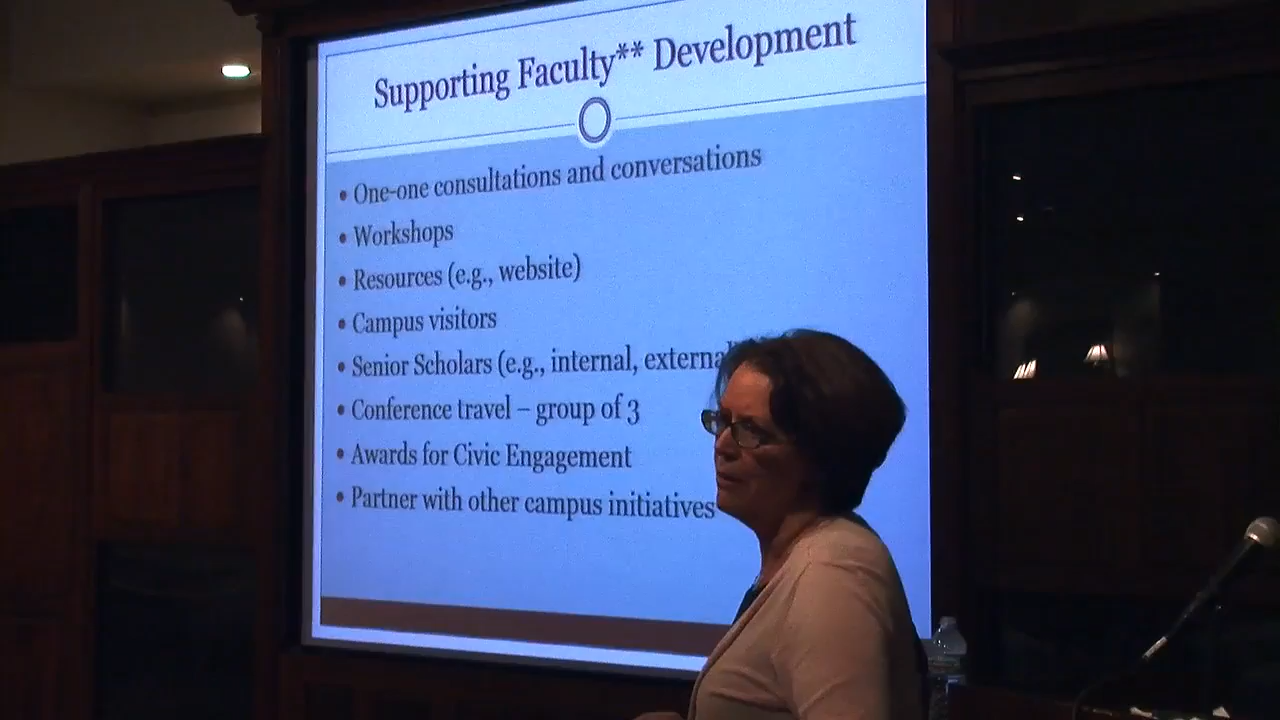 Supporting Faculty** Development
• One-one consultations and conversations
• Workshops
• Resources (e.g., website)
• Campus visitors
• Senior Scholars (e.g., internal, external
• Conference travel – group of 3
• Awards for Civic Engagement
• Partner with other campus initiatives